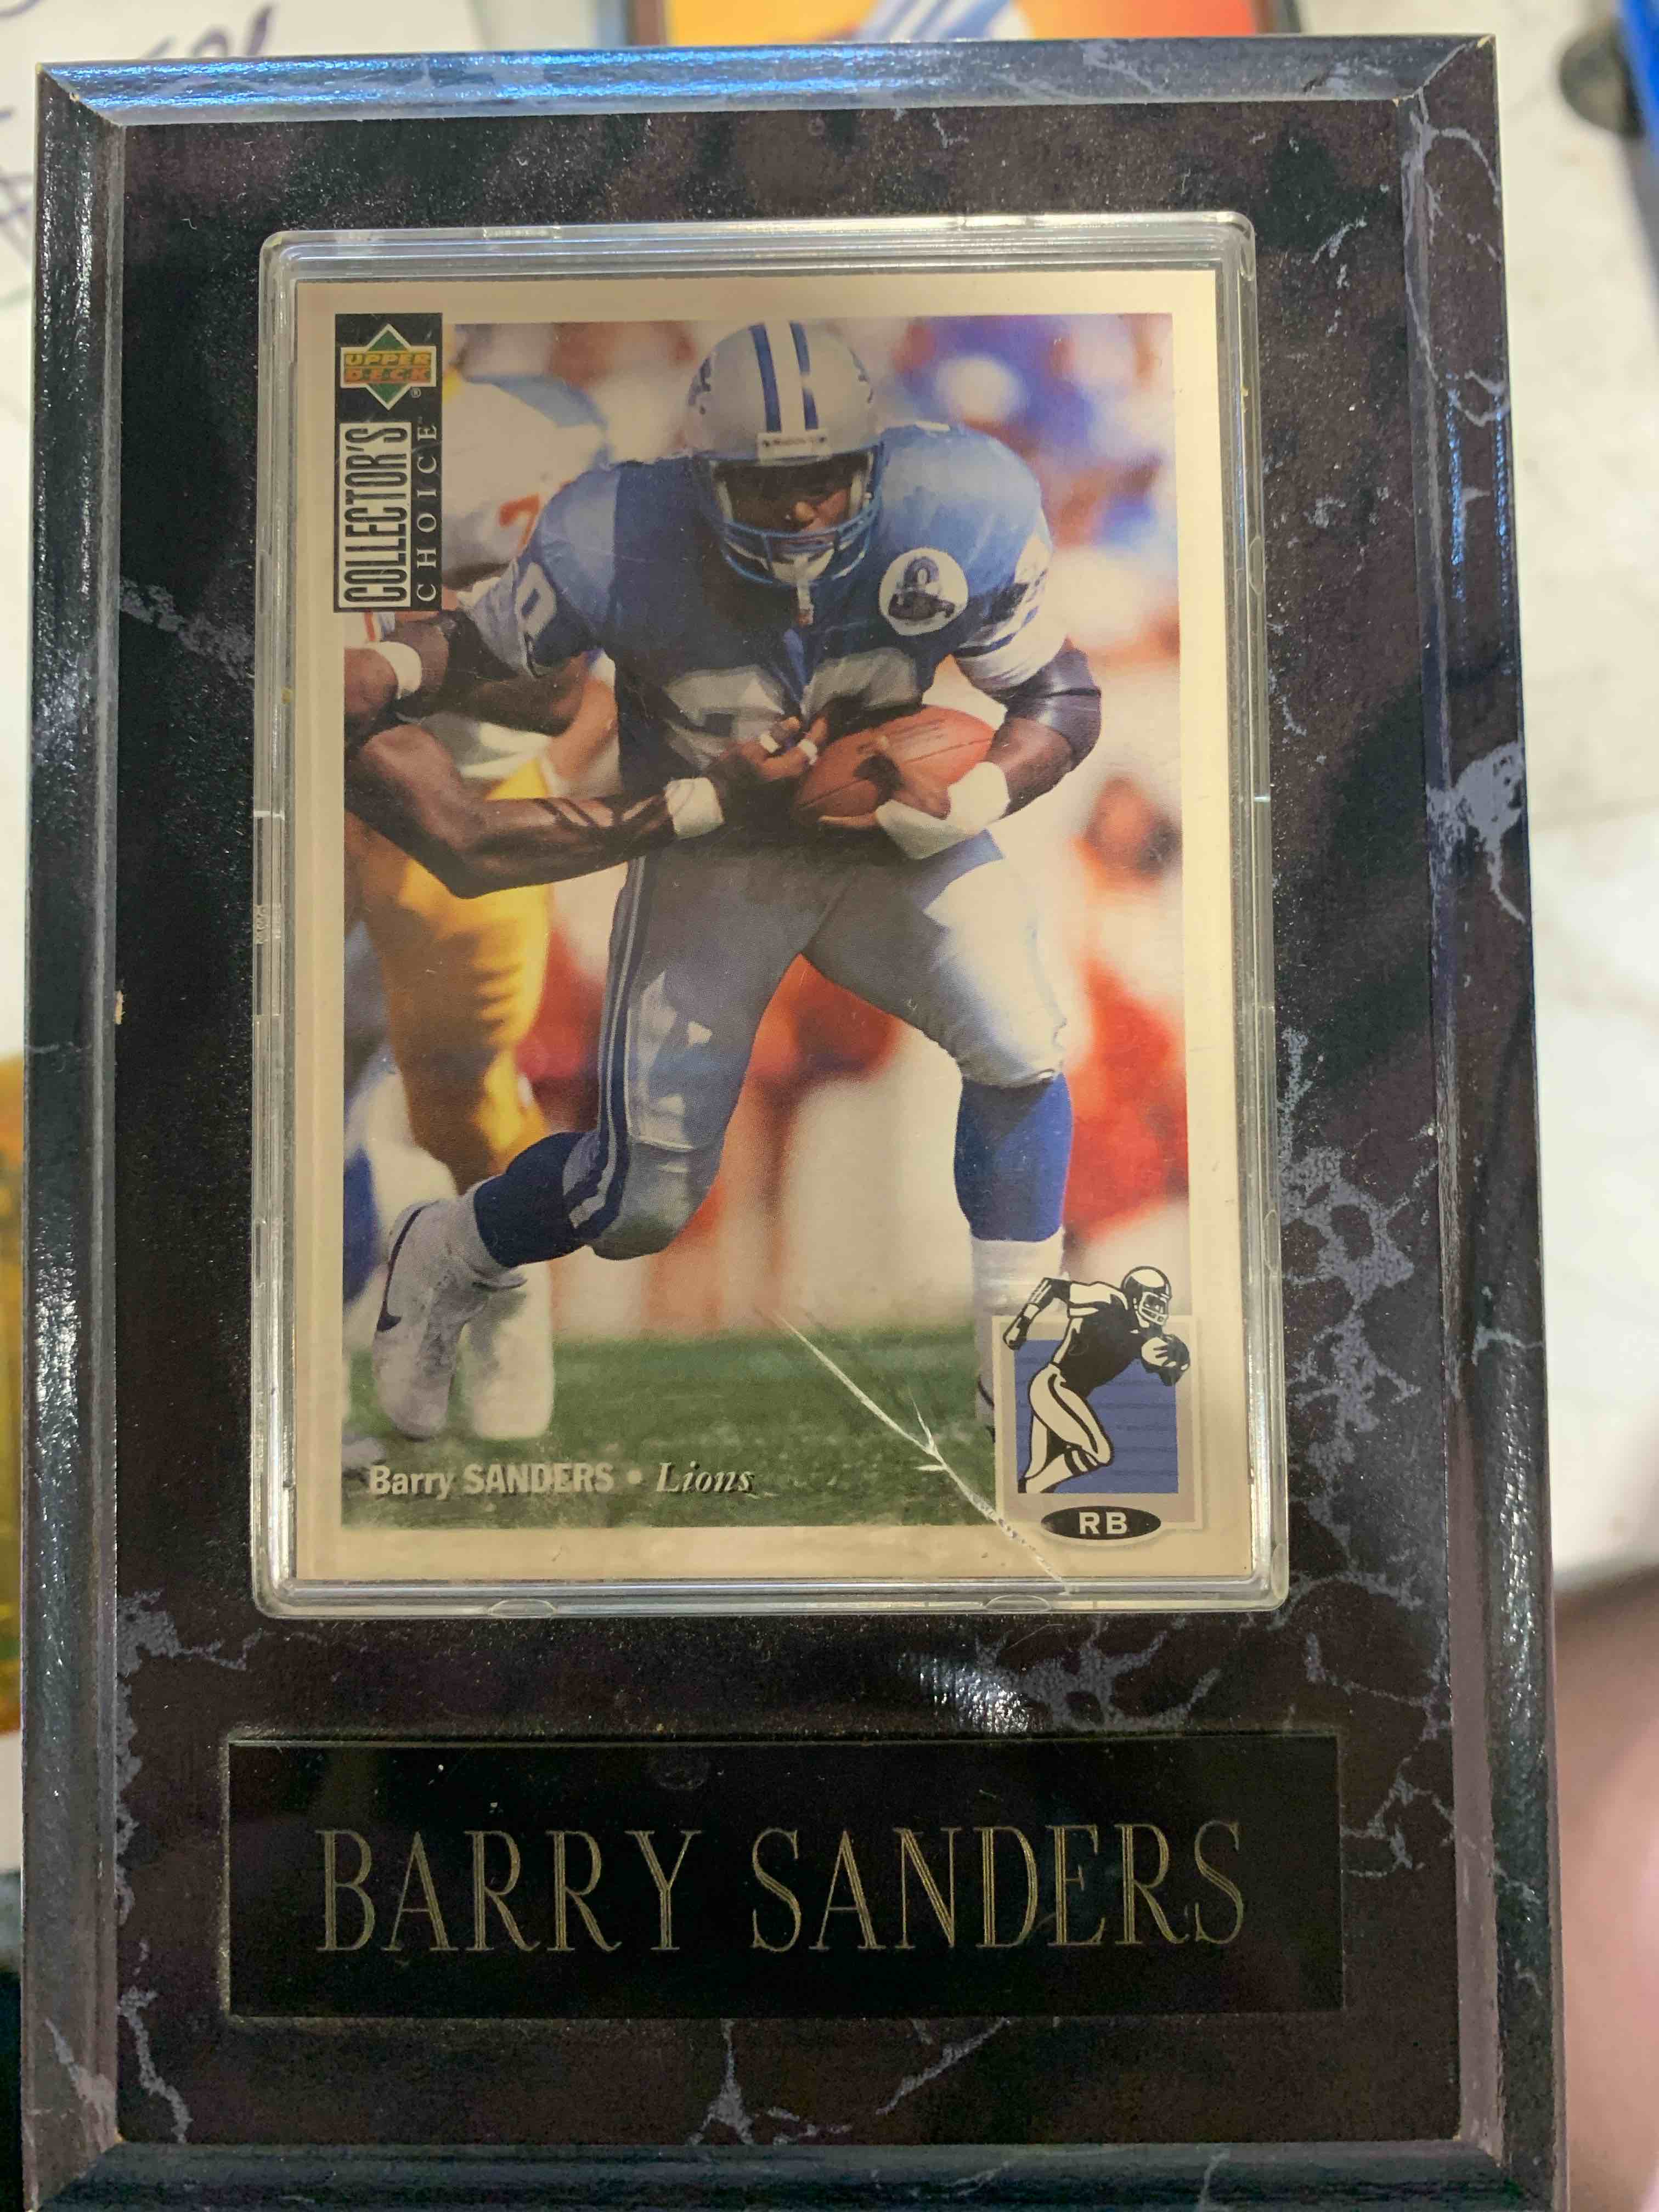 UPPER
DECK
COLLECTOR'S
CHOICE
Barry SANDERS • Lions
RB
BARRY SANDERS